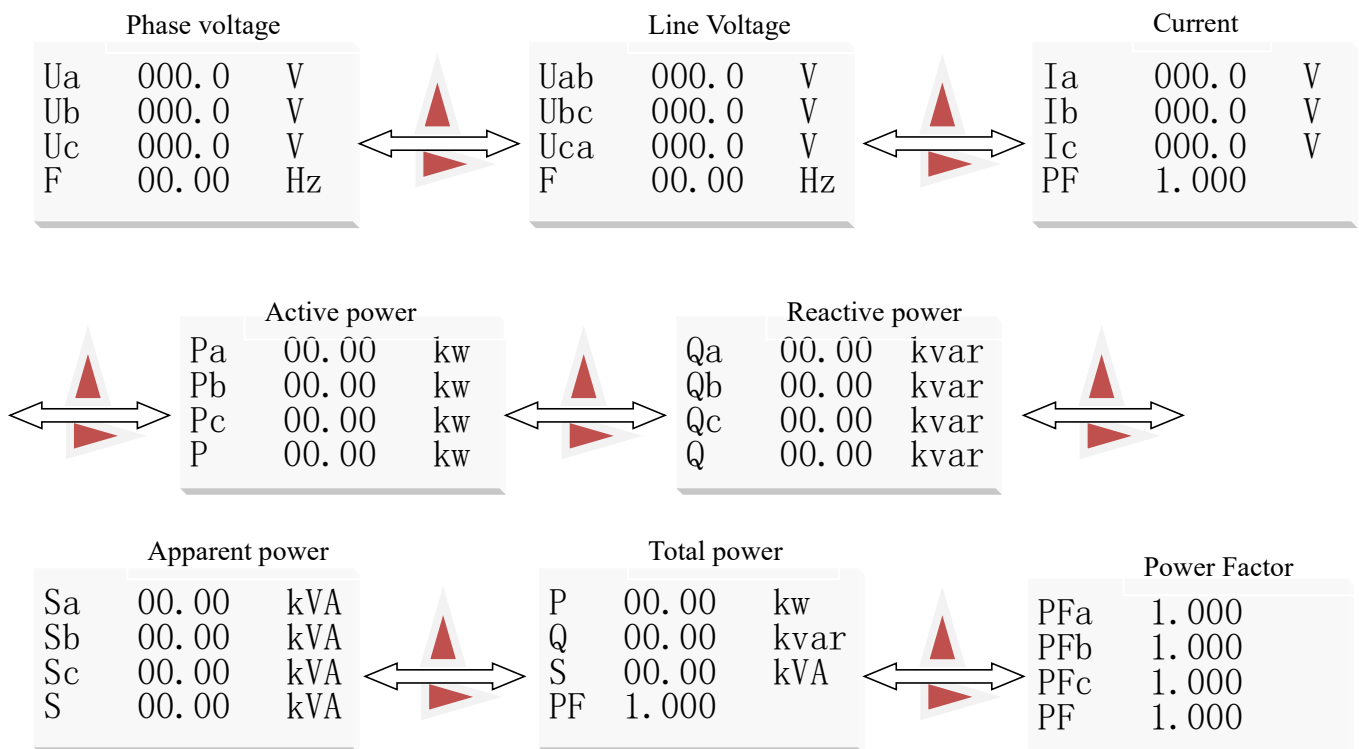 Phase voltage
Ua 000.0 V
Ub 000.0 V
Uc 000.0 V
F 00.00 Hz
Line Voltage
Uab 000.0 V
Ubc 000.0 V
Uca 000.0 V
F 00.00 Hz
Current
Ia 000.0 V
Ib 000.0 V
Ic 000.0 V
PF 1.000
Active power
Pa 00.00 kw
Pb 00.00 kw
Pc 00.00 kw
P 00.00 kw
Reactive power
Qa 00.00 kvar
Qb 00.00 kvar
Qc 00.00 kvar
Q 00.00 kvar
Apparent power
Sa 00.00 kVA
Sb 00.00 kVA
Sc 00.00 kVA
S 00.00 kVA
Total power
P 00.00 kw
Q 00.00 kvar
S 00.00 kVA
PF 1.000
Power Factor
PFa 1.000
PFb 1.000
PFc 1.000
PF 1.000